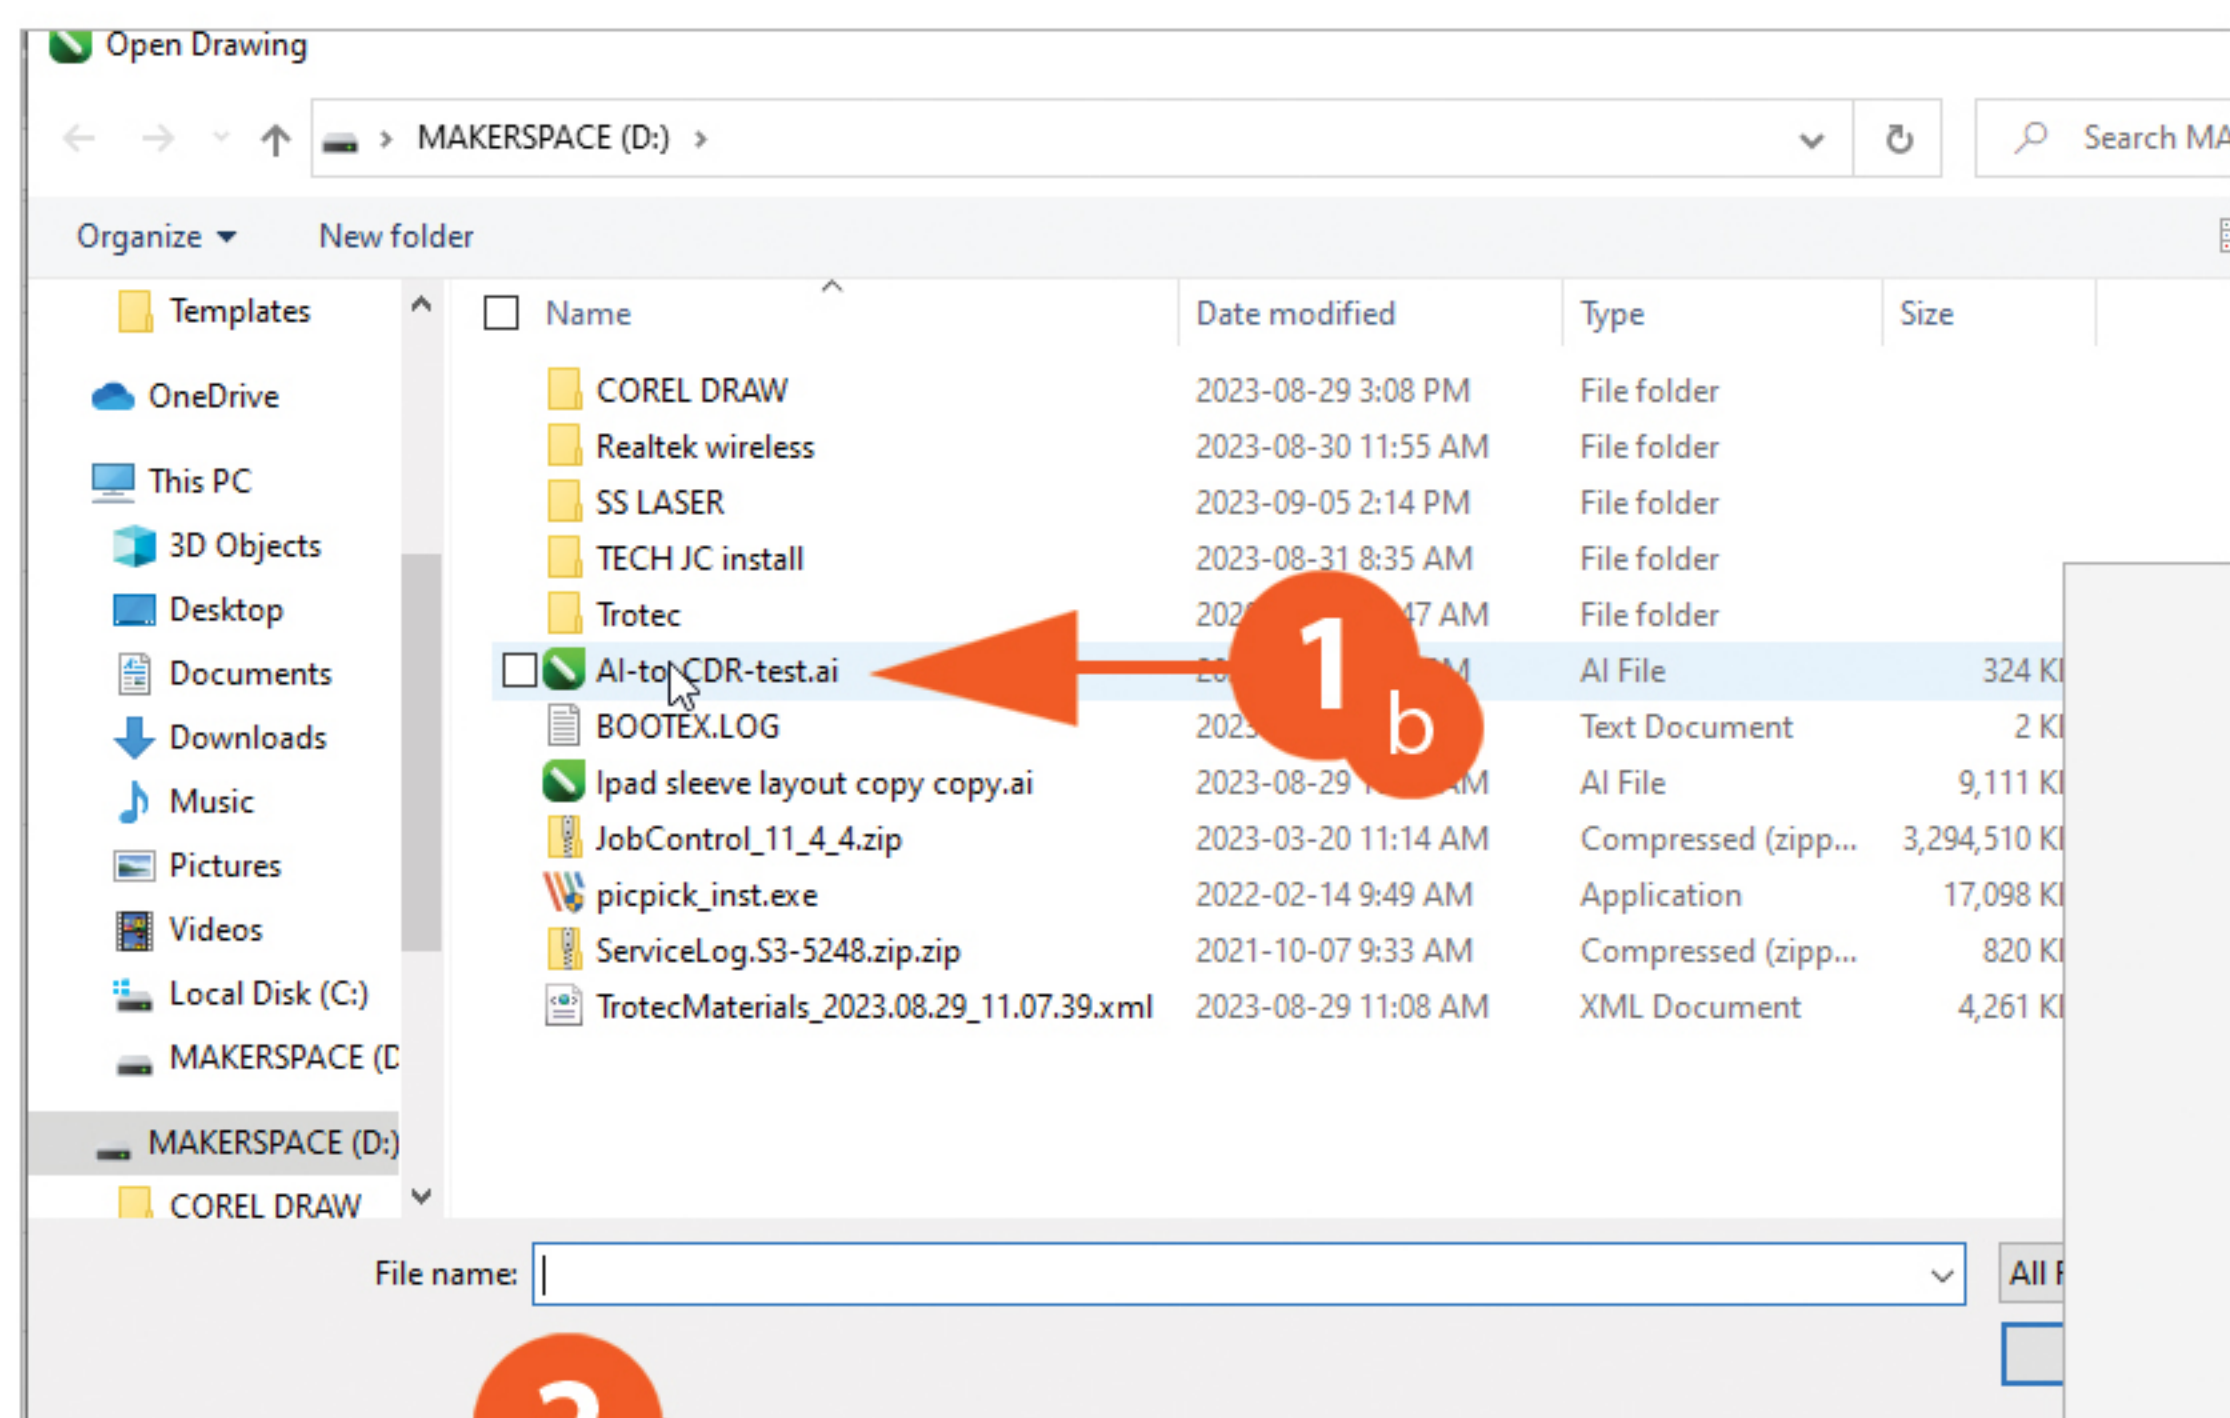 Open Drawing
MAKERSPACE (D:)
Search MA
Organize
New folder
Templates
OneDrive
This PC
3D Objects
Desktop
Documents
Downloads
Music
Pictures
Videos
Local Disk (C:)
MAKERSPACE (D
MAKERSPACE (D:)
COREL DRAW
Name Date modified Type Size
COREL DRAW 2023-08-29 3:08 PM File folder
Realtek wireless 2023-08-30 11:55 AM File folder
SS LASER 2023-09-05 2:14 PM File folder
TECH JC install 2023-08-31 8:35 AM File folder
Trotec 47 AM File folder
AI-to-CDR-test.ai AI File 324 K
1
b
BOOTEX.LOG 2023 Text Document 2 K
Ipad sleeve layout copy copy.ai 2023-08-29 AI File 9,111 K
JobControl_11_4_4.zip 2023-03-20 11:14 AM Compressed (zipp... 3,294,510 K
picpick_inst.exe 2022-02-14 9:49 AM Application 17,098 K
ServiceLog.S3-5248.zip.zip 2021-10-07 9:33 AM Compressed (zipp... 820 K
TrotecMaterials_2023.08.29_11.07.39.xml 2023-08-29 11:08 AM XML Document 4,261 K
File name:
All
2